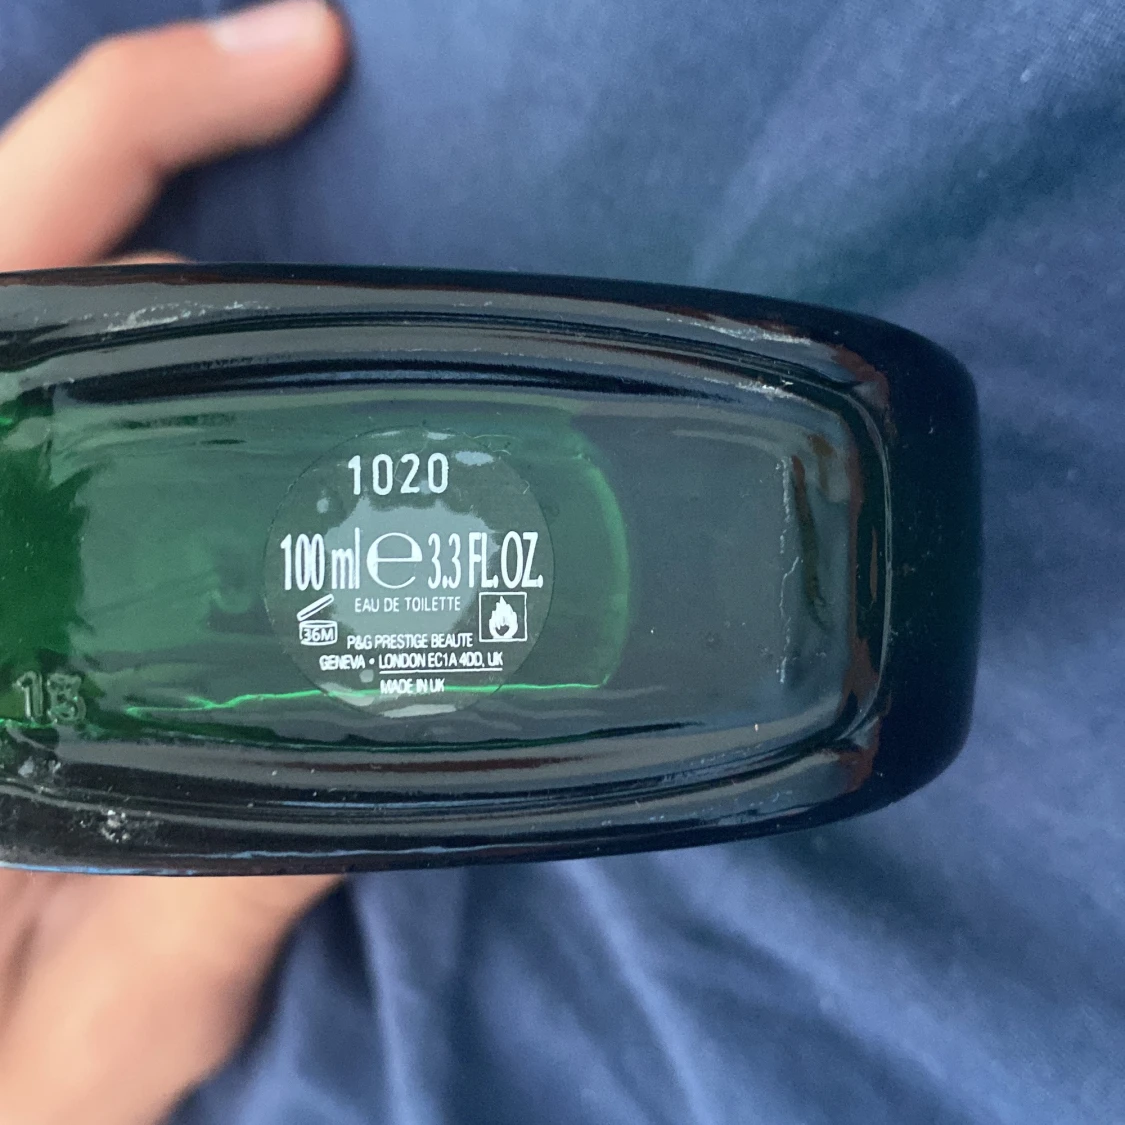 1020
100 ml e 3.3 FL. OZ.
EAU DE TOILETTE
36M
P&G PRESTIGE BEAUTE
GENEVA • LONDON EC1A 4DD, UK
MADE IN UK
13